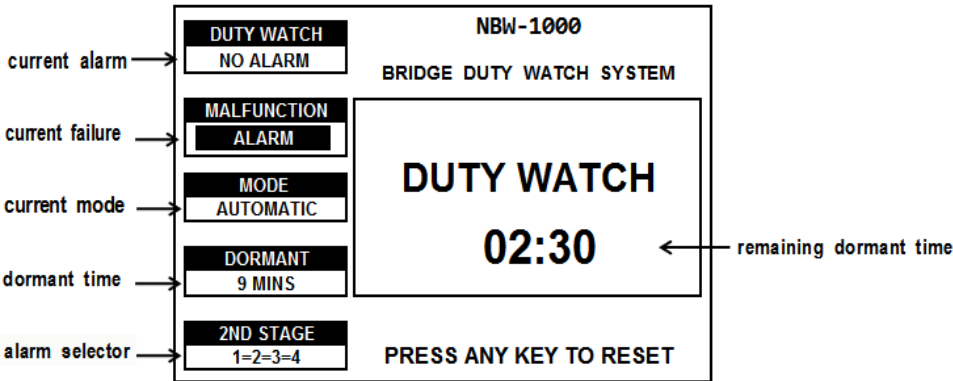 NBW-1000
BRIDGE DUTY WATCH SYSTEM
current alarm
DUTY WATCH
NO ALARM
current failure
MALFUNCTION
ALARM
current mode
MODE
AUTOMATIC
dormant time
DORMANT
9 MINS
alarm selector
2ND STAGE
1=2=3=4
DUTY WATCH
02:30
remaining dormant time
PRESS ANY KEY TO RESET